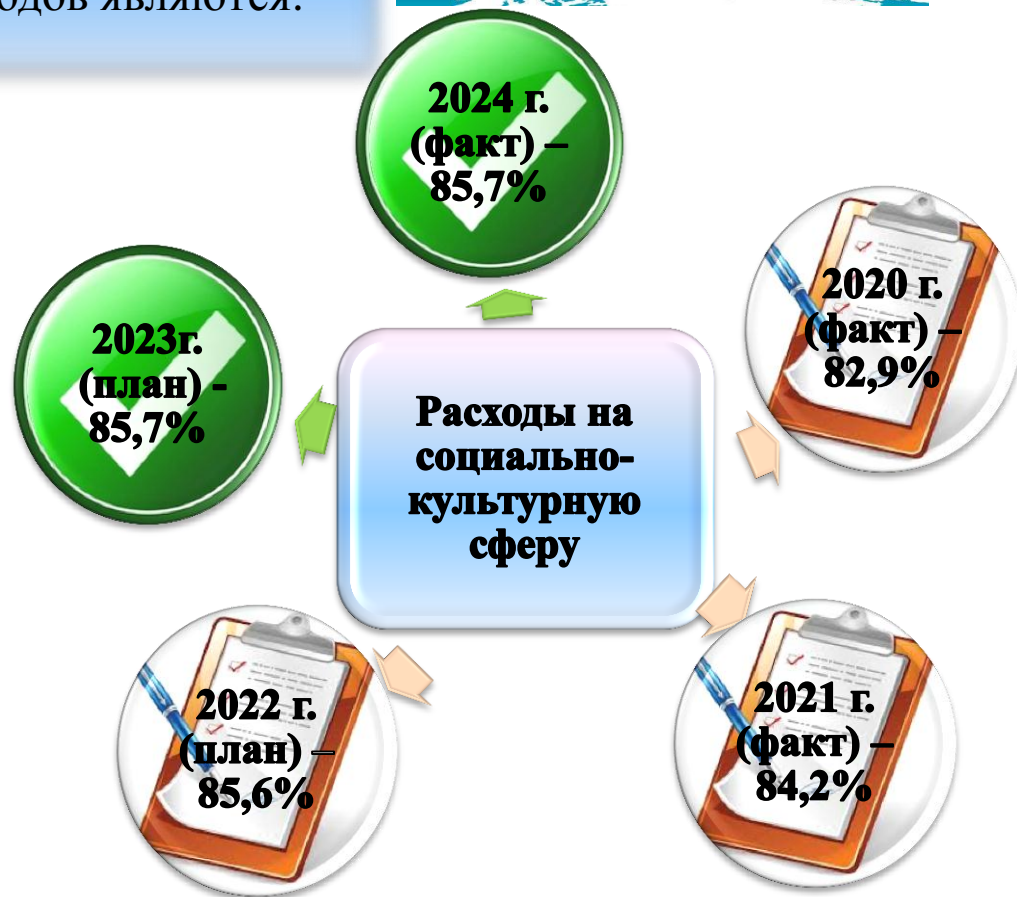 являются:
2024 г.
(факт) –
85,7%
2020 г.
(факт) –
82,9%
2023г.
(план) -
85,7%
Расходы на
социально-
культурную
сферу
2022 г.
(план) –
85,6%
2021 г.
(факт) –
84,2%